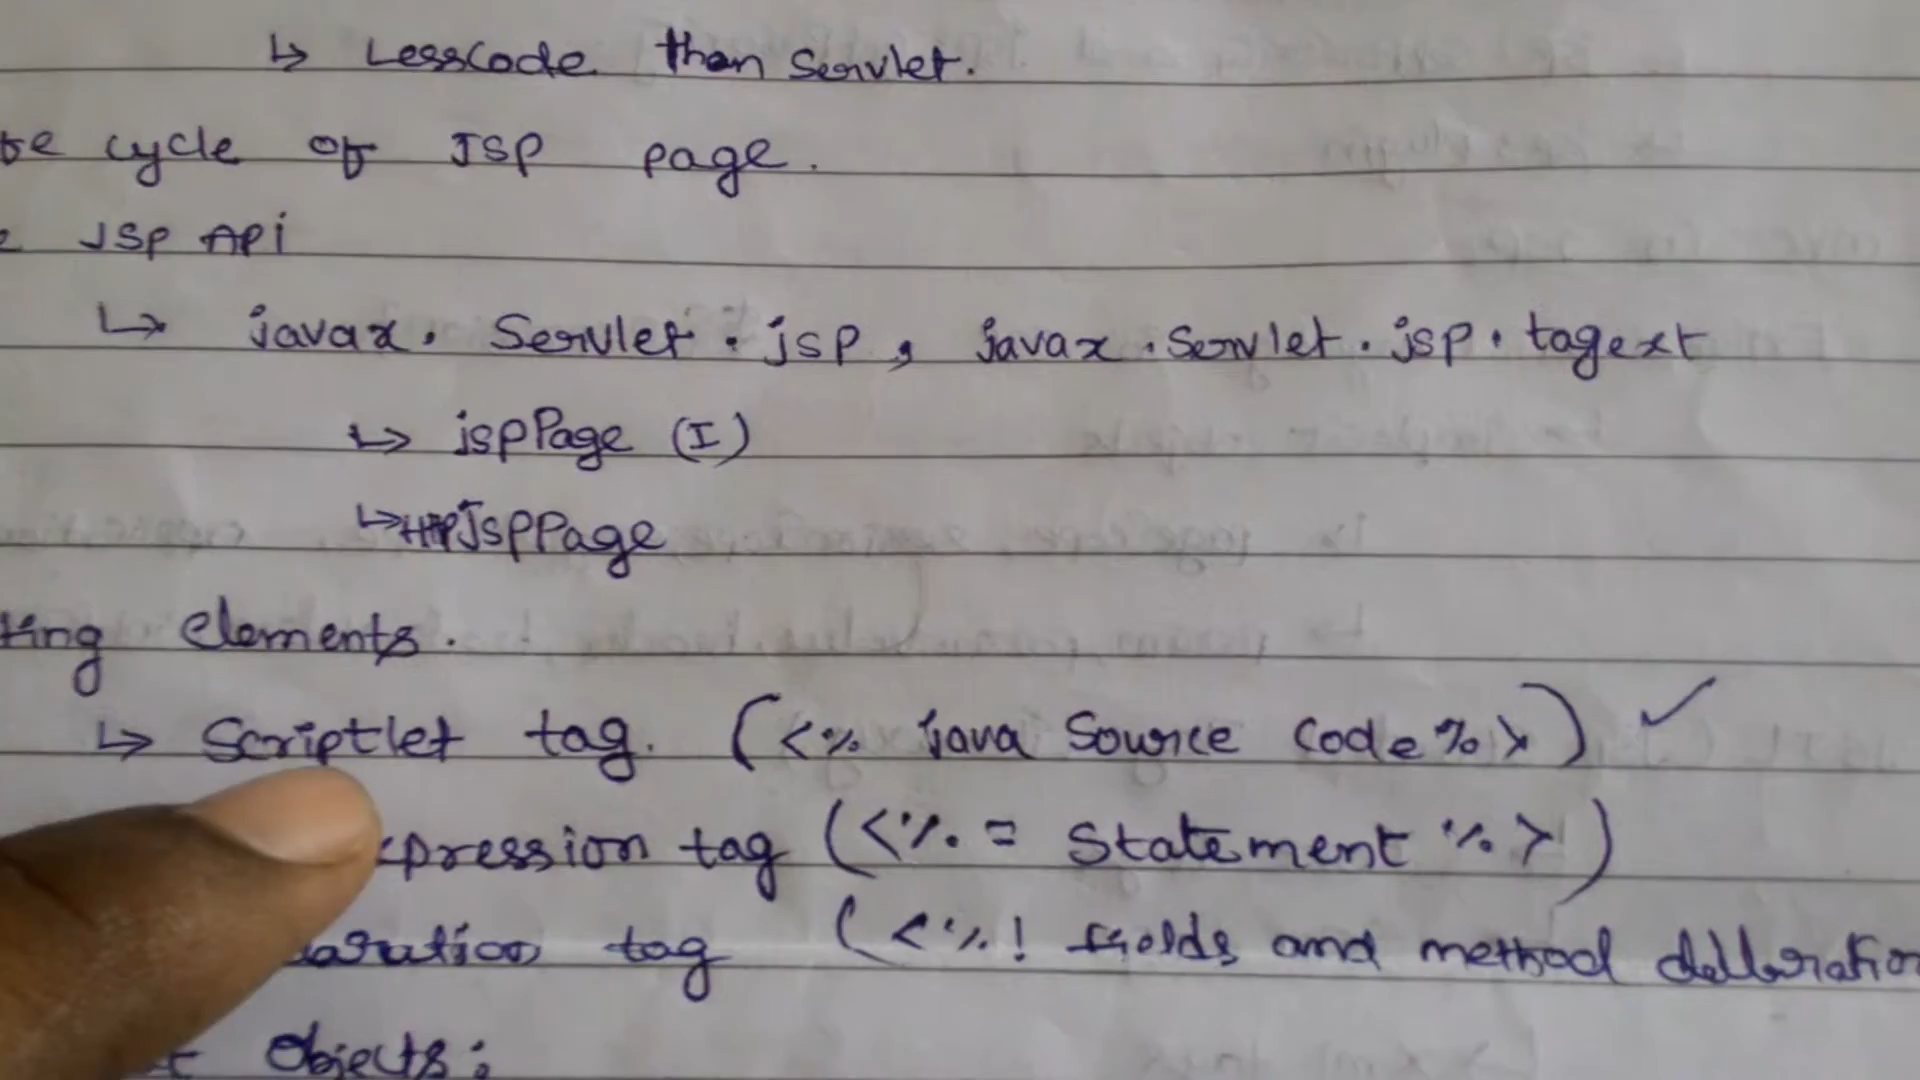 ↳ LessCode than Servlet.
cycle of JSP page.
JSP API
↳ javax. Servlet. jsp, javax. Servlet. jsp. tagext
↳ jspPage (I)
↳ HttpJspPage
elements.
↳ Scriptlet tag. (<% java Source Code %>) ✓
tag (<% = Statement %>)
tag (<%! fields and method
Objects: